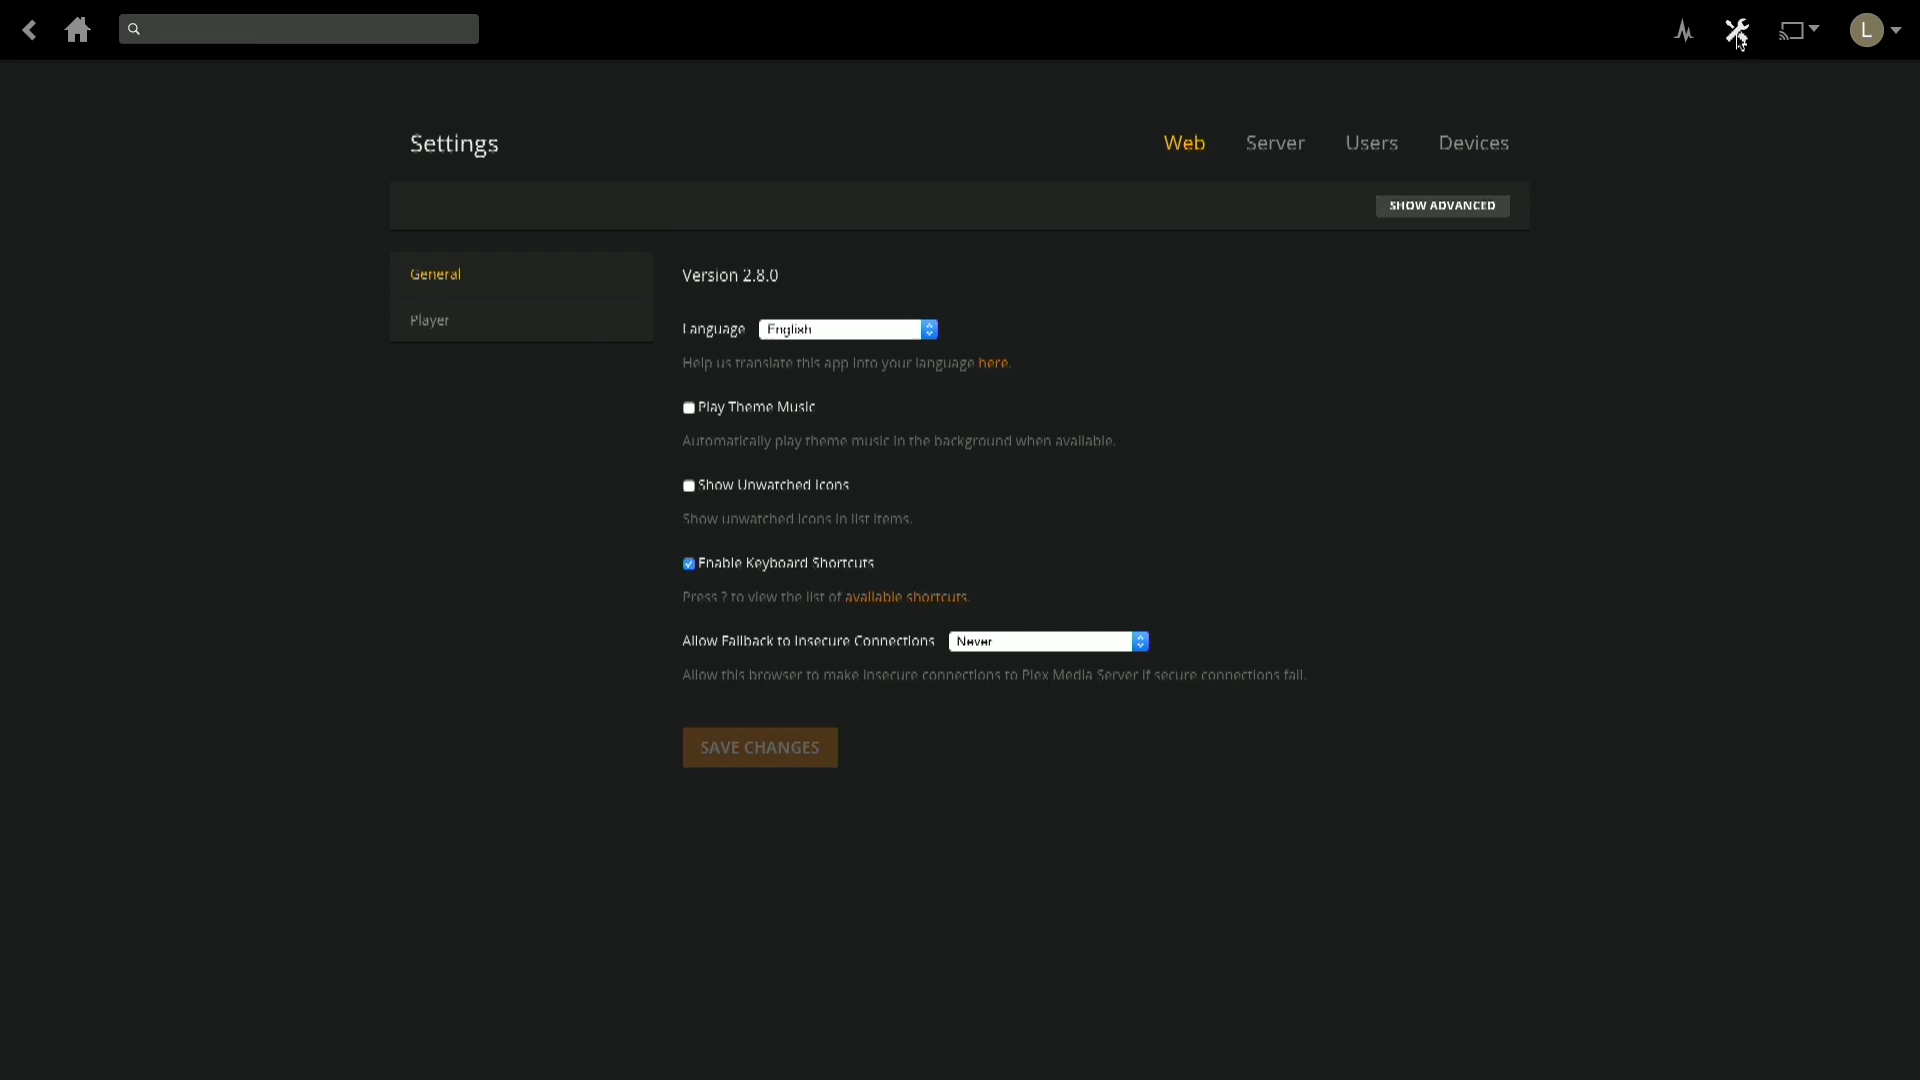 L
Settings
Web Server Users Devices
SHOW ADVANCED
General
Player
Version 2.8.0
Language English
Help us translate this app into your language here.
Play Theme Music
Automatically play theme music in the background when available.
Show Unwatched Icons
Show unwatched icons in list items.
Enable Keyboard Shortcuts
Press ? to view the list of available shortcuts.
Allow Fallback to Insecure Connections Never
Allow this browser to make insecure connections to Plex Media Server if secure connections fail.
SAVE CHANGES